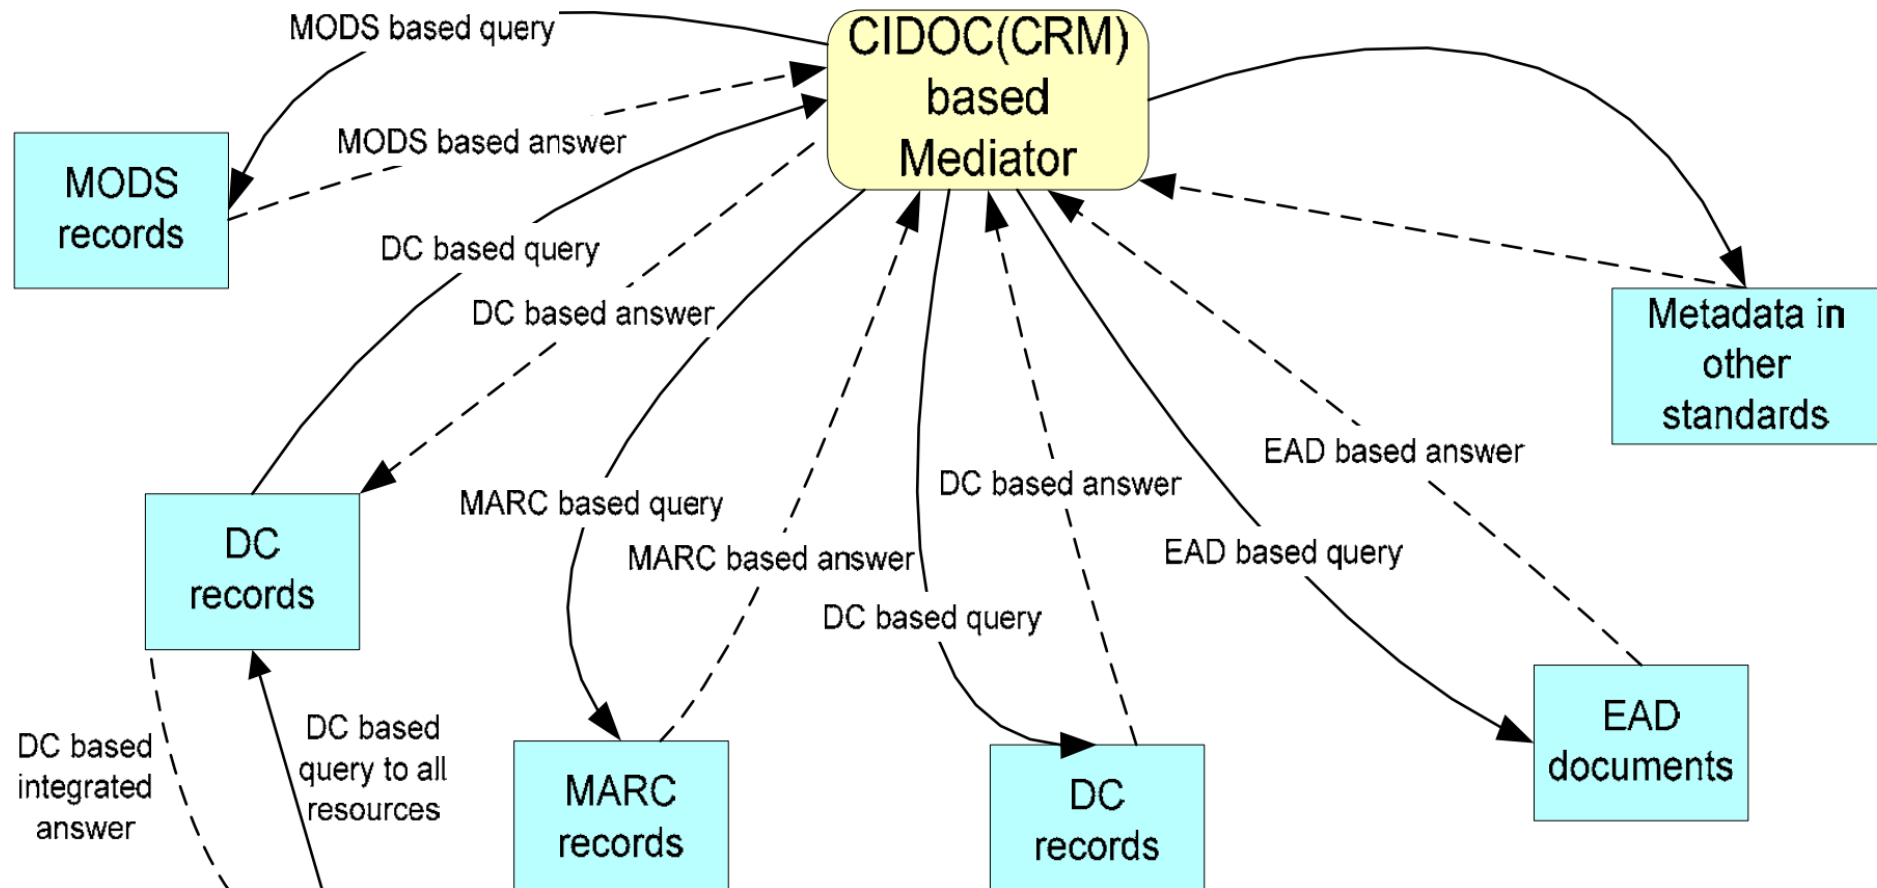 MODS based query
CIDOC(CRM)
based
Mediator
MODS based answer
MODS
records
DC based query
DC based answer
Metadata in
other
standards
EAD based answer
MARC based query
DC based answer
MARC based answer
EAD based query
DC
records
DC based query
DC based
integrated
answer
DC based
query to all
resources
MARC
records
DC
records
EAD
documents